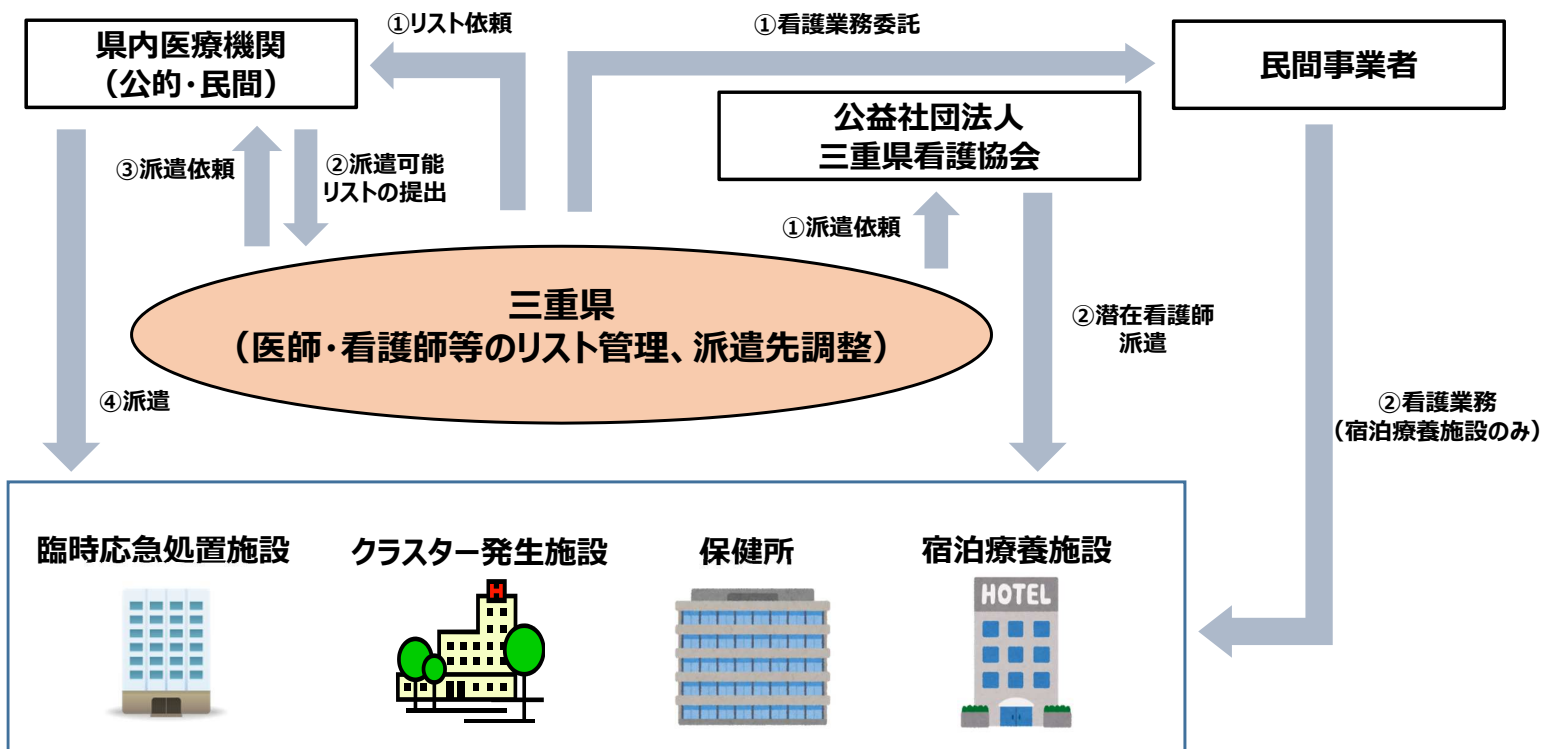 ①リスト依頼
①看護業務委託
県内医療機関
（公的・民間）
民間事業者
公益社団法人
三重県看護協会
③派遣依頼
②派遣可能
リストの提出
①派遣依頼
三重県
（医師・看護師等のリスト管理、派遣先調整）
②潜在看護師
派遣
④派遣
②看護業務
（宿泊療養施設のみ）
臨時応急処置施設
クラスター発生施設
保健所
宿泊療養施設
H
HOTEL